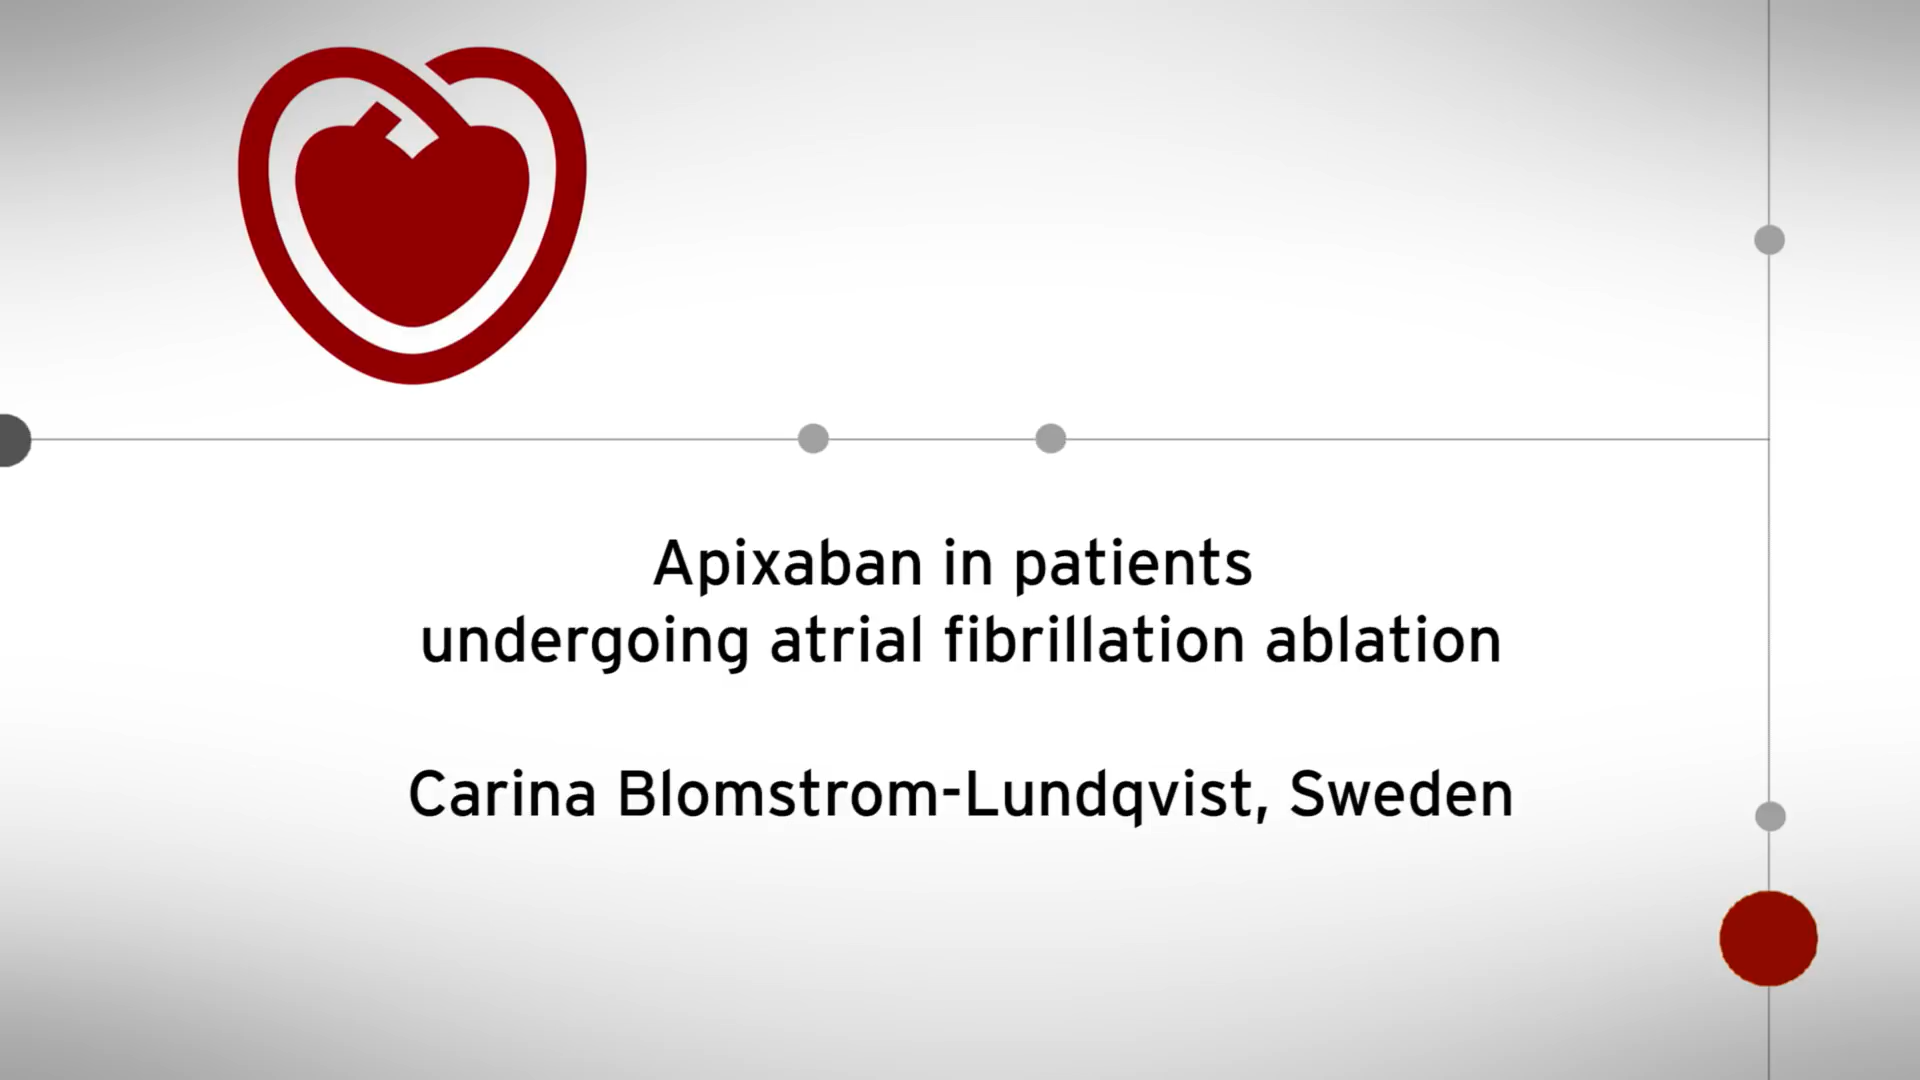 Apixaban in patients
undergoing atrial fibrillation ablation
Carina Blomstrom-Lundqvist, Sweden